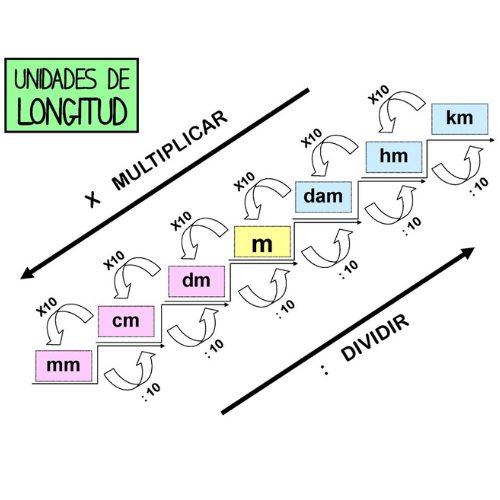 UNIDADES DE
LONGITUD
X MULTIPLICAR
km
X10
: 10
hm
X10
: 10
dam
X10
: 10
m
X10
: 10
dm
X10
: 10
cm
X10
: 10
mm
: DIVIDIR